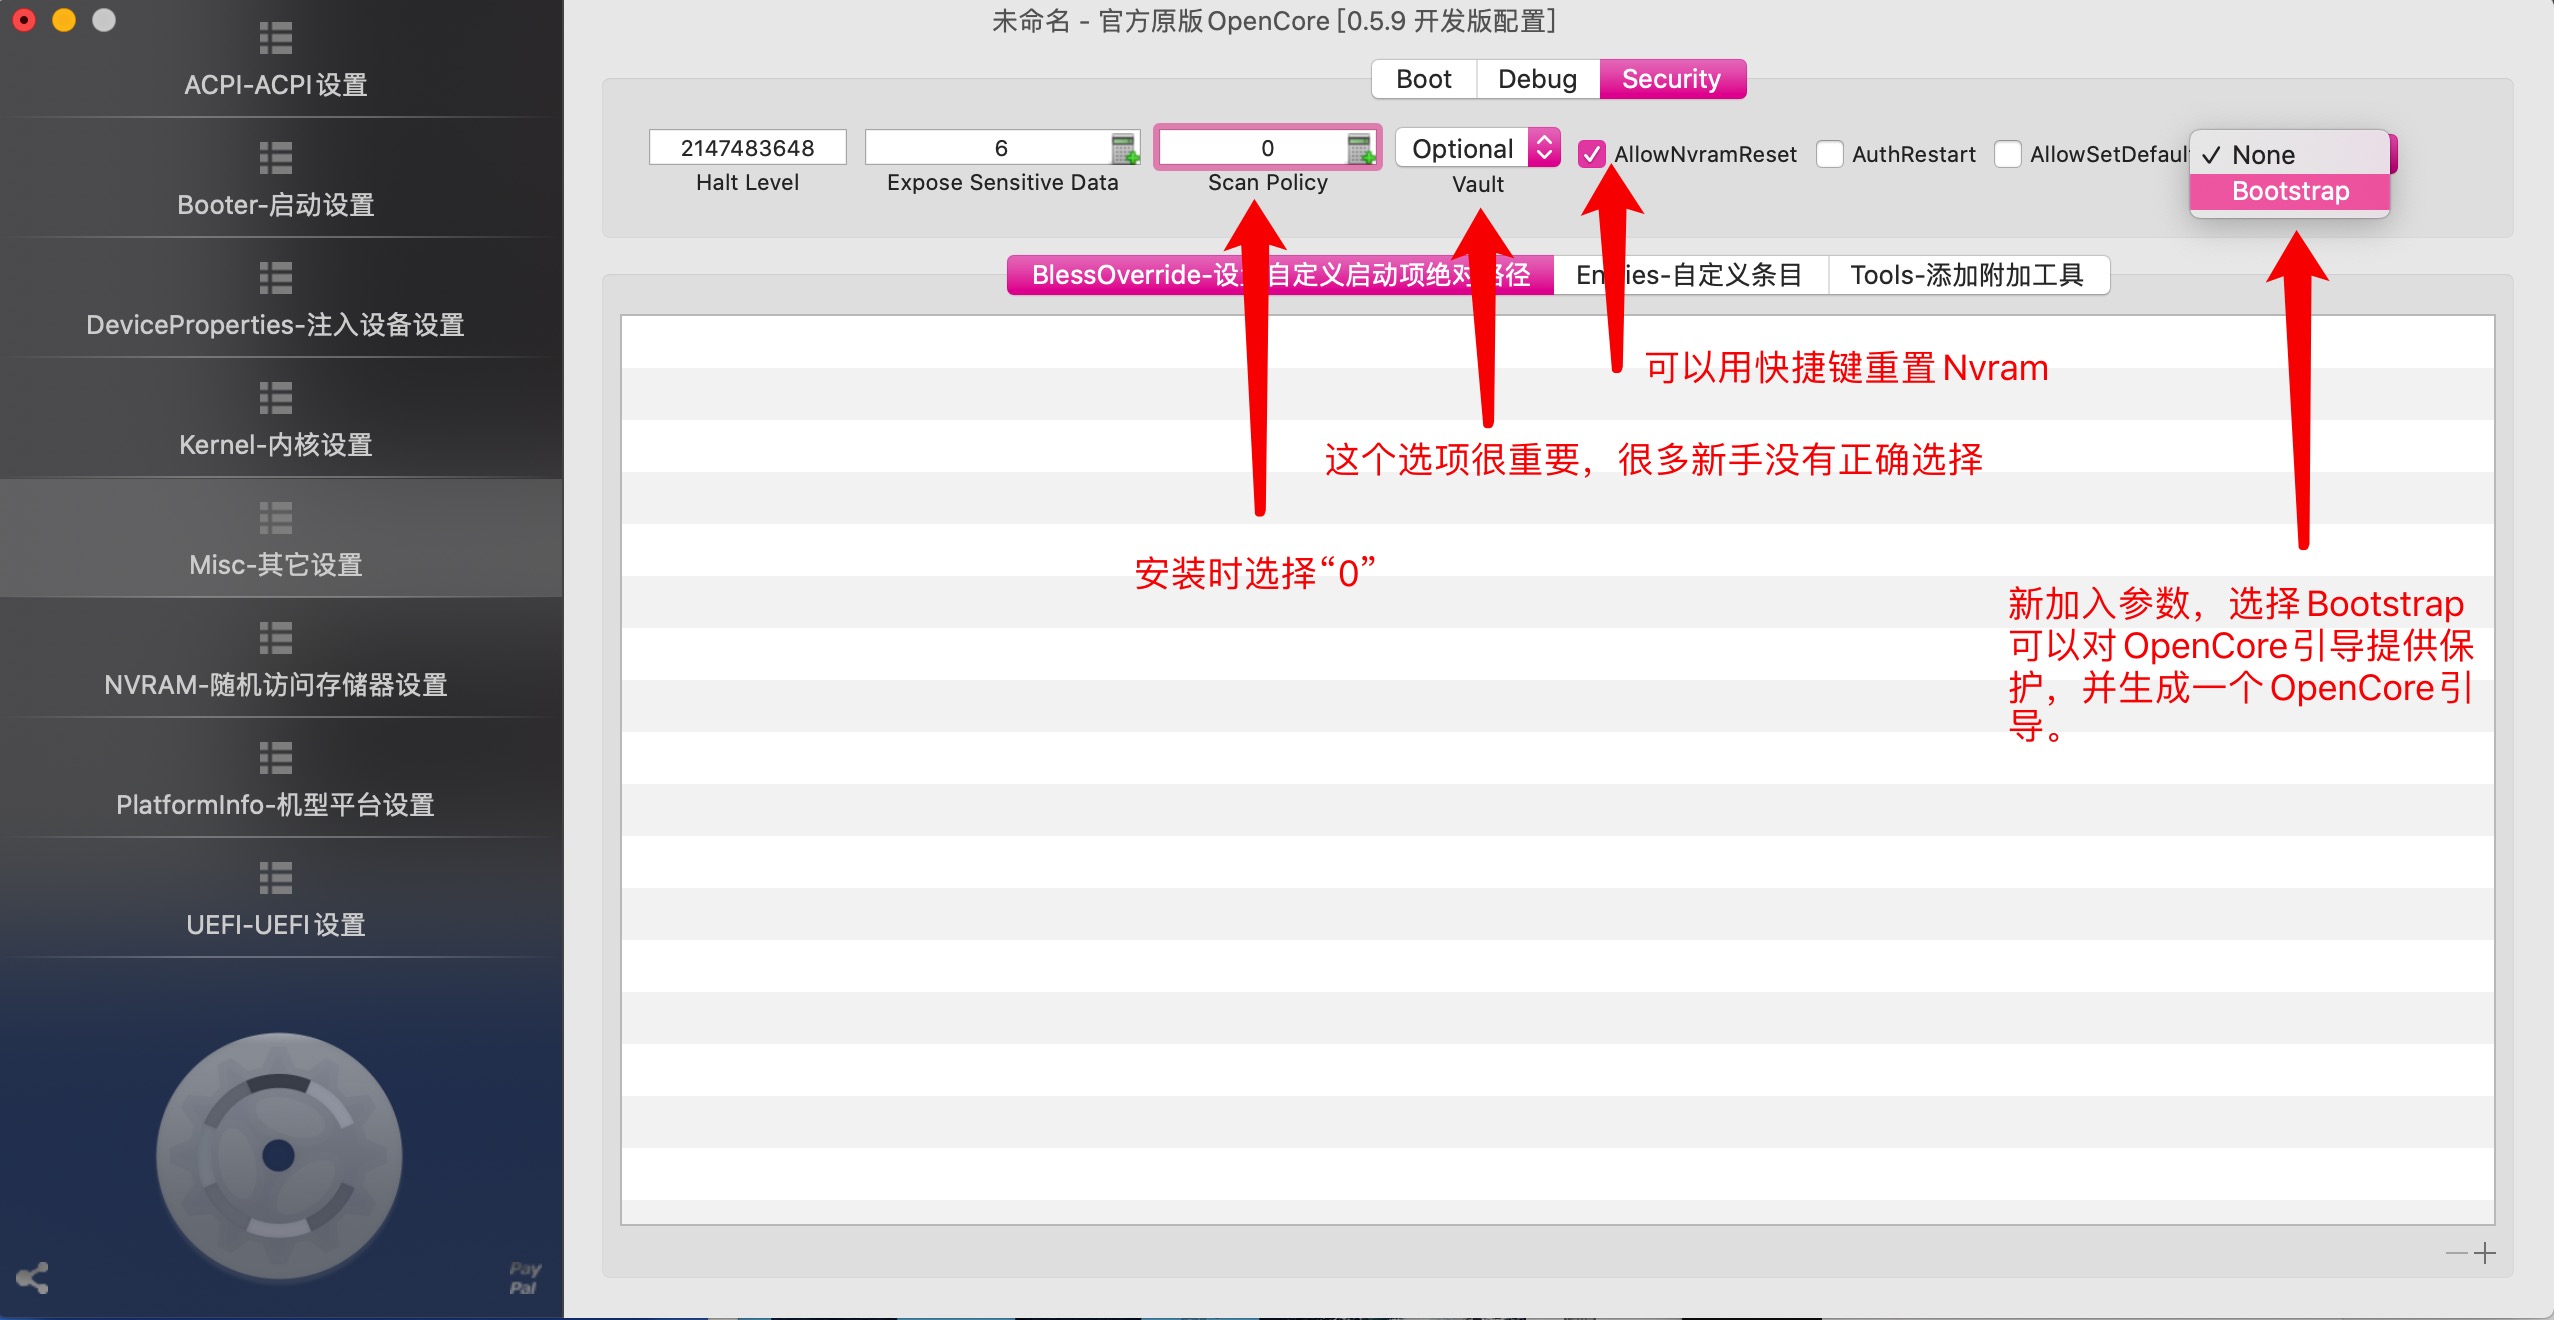 未命名 - 官方原版OpenCore [0.5.9 开发版配置]
ACPI-ACPI设置
Booter-启动设置
DeviceProperties-注入设备设置
Kernel-内核设置
Misc-其它设置
NVRAM-随机访问存储器设置
PlatformInfo-机型平台设置
UEFI-UEFI设置
Pay
Pal
Boot Debug Security
2147483648 6 0 Optional AllowNvramReset AuthRestart AllowSetDefaul ✓ None
Halt Level Expose Sensitive Data Scan Policy Vault Bootstrap
BlessOverride-设 自定义启动项绝对 径 En ies-自定义条目 Tools-添加附加工具
可以用快捷键重置Nvram
这个选项很重要，很多新手没有正确选择
安装时选择“0”
新加入参数，选择Bootstrap
可以对OpenCore引导提供保
护，并生成一个OpenCore引
导。